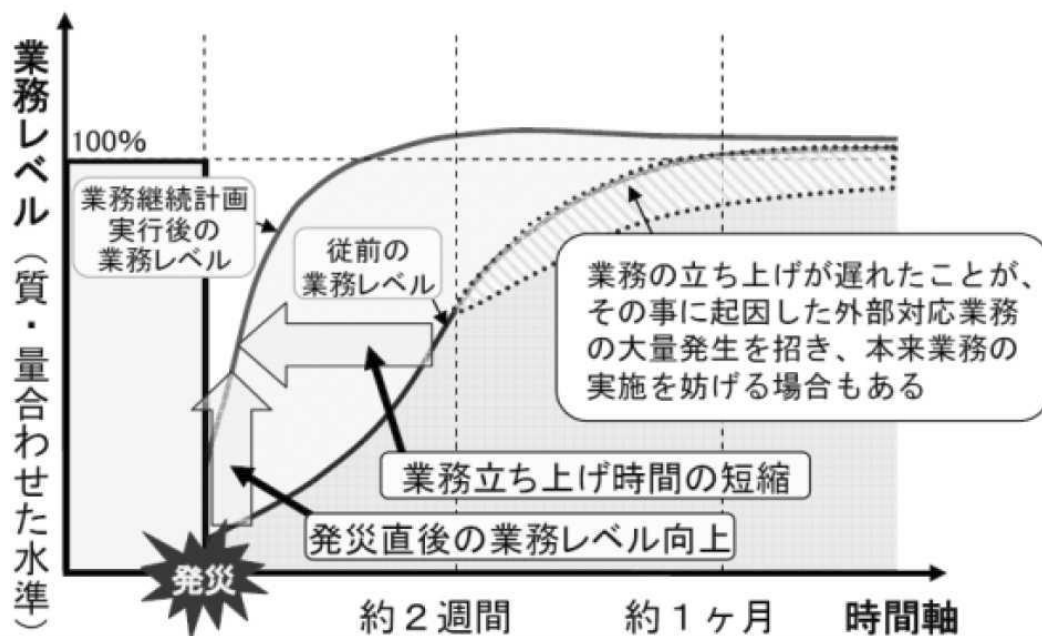 業務レベル（質・量合わせた水準）
100%
業務継続計画
実行後の
業務レベル
従前の
業務レベル
業務の立ち上げが遅れたことが、
その事に起因した外部対応業務
の大量発生を招き、本来業務の
実施を妨げる場合もある
業務立ち上げ時間の短縮
発災直後の業務レベル向上
発災
約２週間
約１ヶ月
時間軸